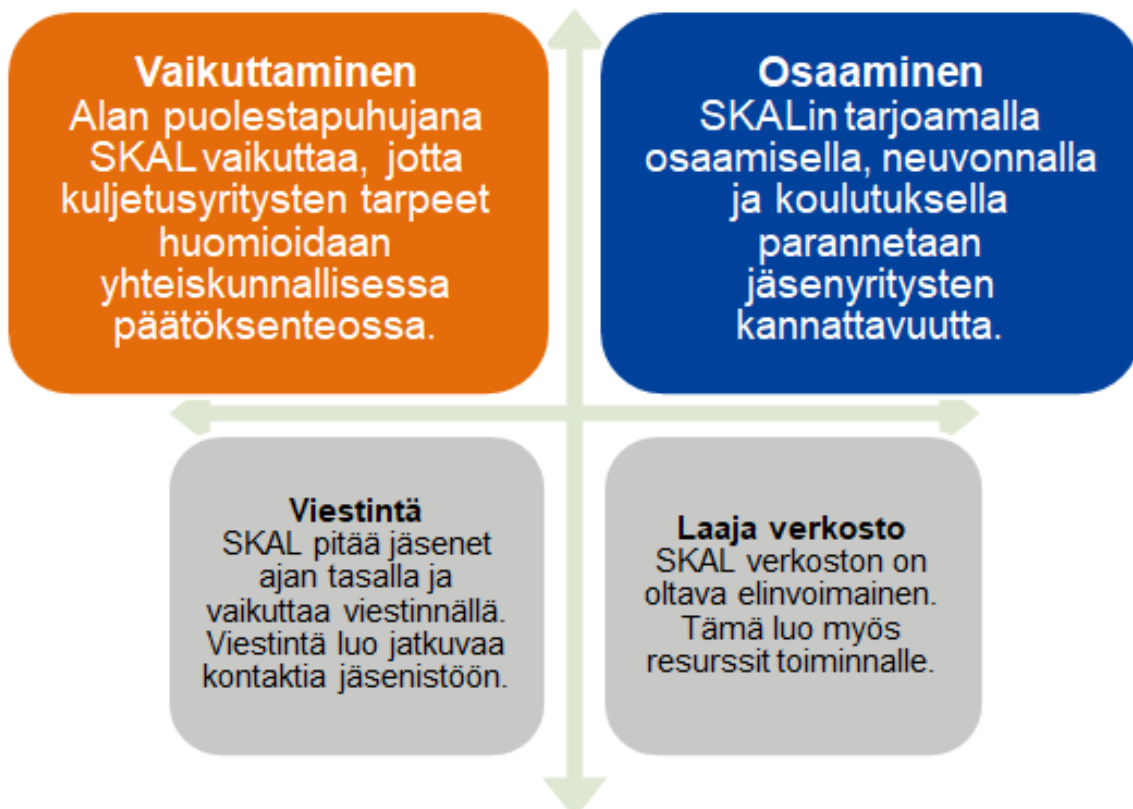 Vaikuttaminen
Alan puolestapuhujana
SKAL vaikuttaa, jotta
kuljetusyritysten tarpeet
huomioidaan
yhteiskunnallisessa
päätöksenteossa.
Osaaminen
SKALin tarjoamalla
osaamisella, neuvonnalla
ja koulutuksella
parannetaan
jäsenyritysten
kannattavuutta.
Viestintä
SKAL pitää jäsenet
ajan tasalla ja
vaikuttaa viestinnällä.
Viestintä luo jatkuvaa
kontaktia jäsenistöön.
Laaja verkosto
SKAL verkoston on
oltava elinvoimainen.
Tämä luo myös
resurssit toiminnalle.